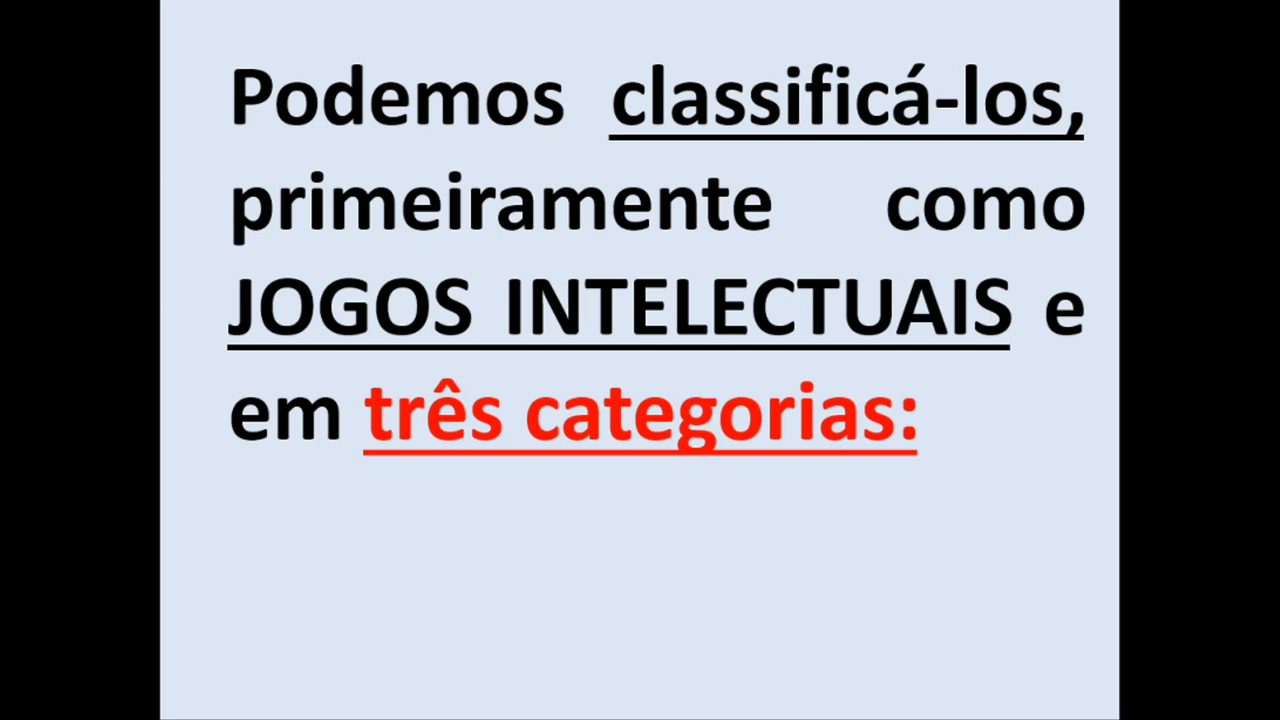 Podemos classificá-los,
primeiramente como
JOGOS INTELECTUAIS e
em três categorias: